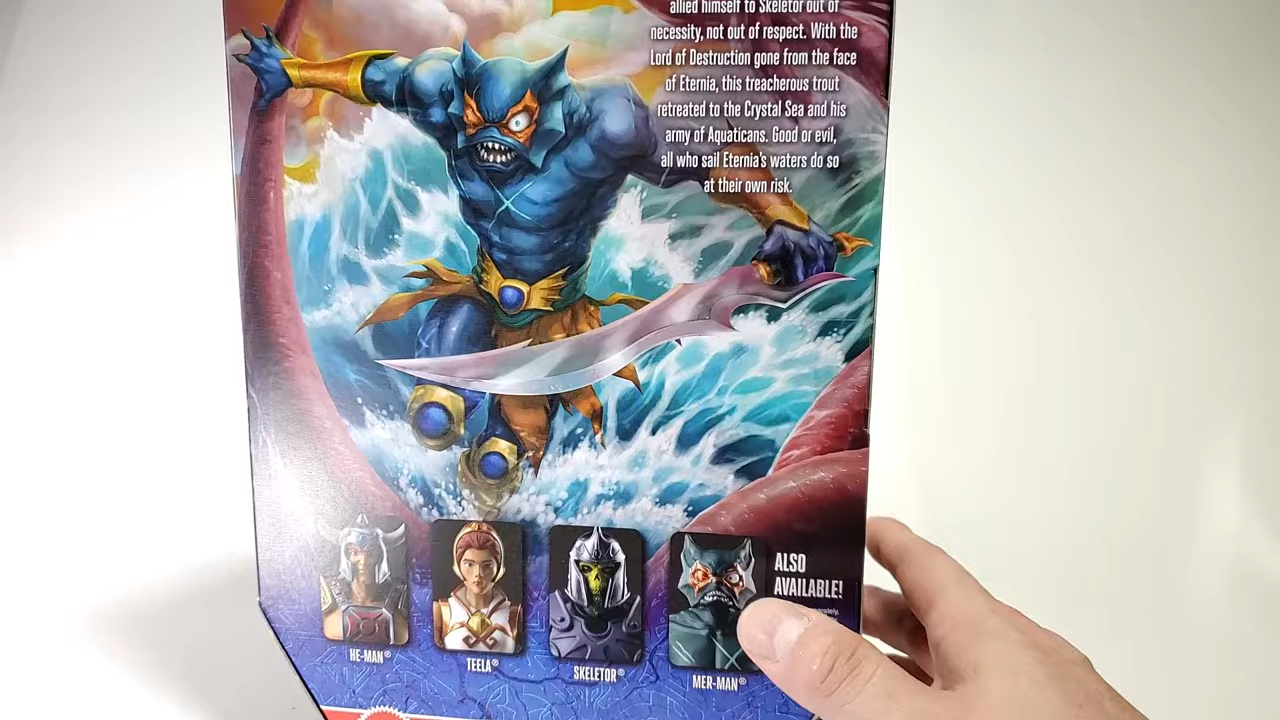 allied himself to Skeletor out of
necessity, not out of respect. With the
Lord of Destruction gone from the face
of Eternia, this treacherous trout
retreated to the Crystal Sea and his
army of Aquaticans. Good or evil,
all who sail Eternia's waters do so
at their own risk.
ALSO
AVAILABLE!
HE-MAN®
TEELA®
SKELETOR®
MER-MAN®